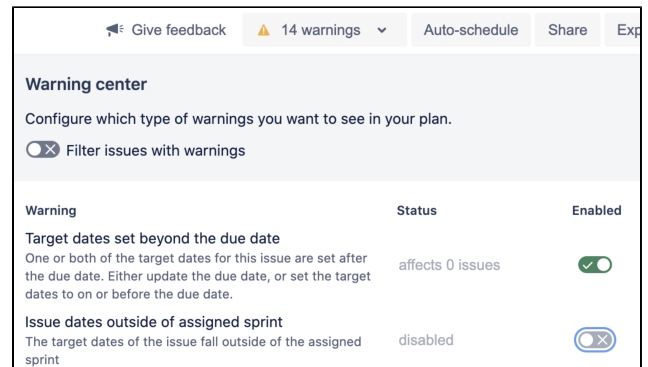 Give feedback
14 warnings
Auto-schedule
Share
Exp
Warning center
Configure which type of warnings you want to see in your plan.
Filter issues with warnings
Warning Status Enabled
Target dates set beyond the due date
One or both of the target dates for this issue are set after
the due date. Either update the due date, or set the target
dates to on or before the due date.
affects 0 issues
Issue dates outside of assigned sprint
The target dates of the issue fall outside of the assigned
sprint
disabled